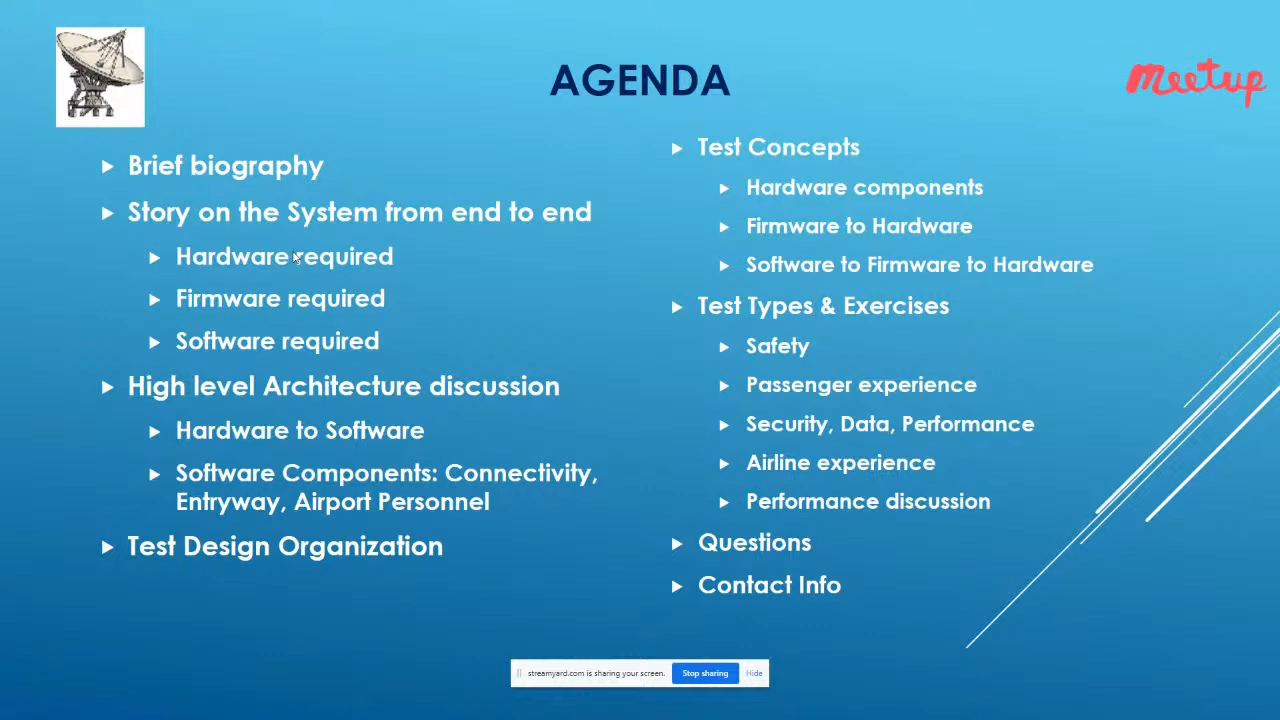 AGENDA
meetup
Brief biography
Story on the System from end to end
Hardware required
Firmware required
Software required
High level Architecture discussion
Hardware to Software
Software Components: Connectivity,
Entryway, Airport Personnel
Test Design Organization
Test Concepts
Hardware components
Firmware to Hardware
Software to Firmware to Hardware
Test Types & Exercises
Safety
Passenger experience
Security, Data, Performance
Airline experience
Performance discussion
Questions
Contact Info
streamyard.com is sharing your screen. Stop sharing Hide